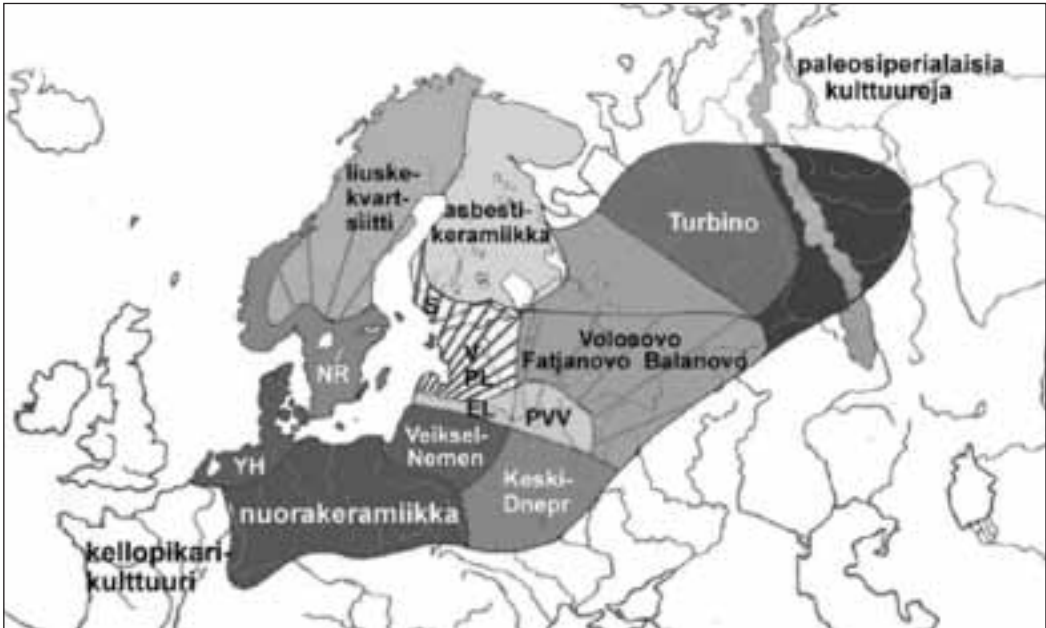 paleosiperialaisia
kulttuureja
liuske-
kvart-
siitti
asbesti-
keramiikka
Turbino
Volosovo
Fatjanovo Balanovo
NR
V
PL
EL
PVV
Veiksel-
Nemen
YH
Keski-
Dnepr
nuorakeramiikka
kellopikari-
kulttuuri